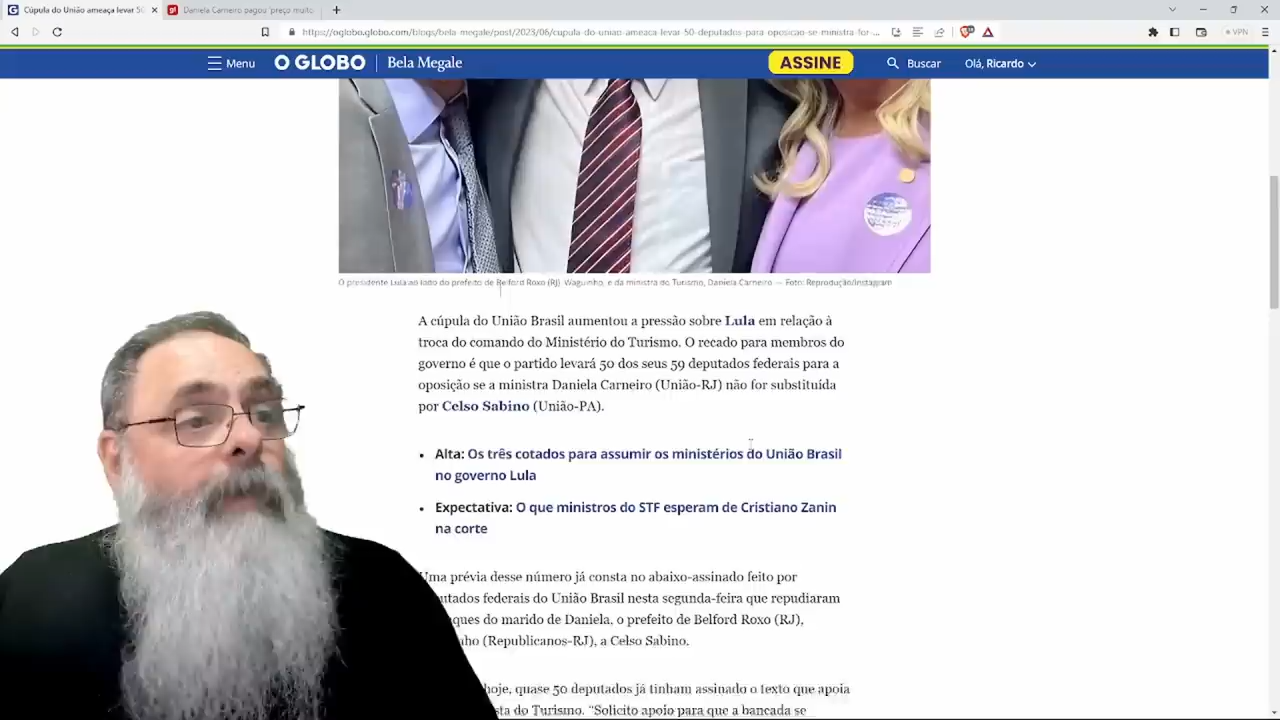 Cúpula do União ameaça levar 50
Daniela Carneiro pagou 'preço muito
https://oglobo.globo.com/blogs/bela-megale/post/2023/06/cupula-do-uniao-ameaca-levar-50-deputados-para-oposicao-se-ministra-for-...
VPN
Menu
O GLOBO
Bela Megale
ASSINE
Buscar
Olá, Ricardo
O presidente Lula ao lado do prefeito de Belford Roxo (RJ) Waguinho, e da ministra do Turismo, Daniela Carneiro — Foto: Reprodução/Instagram
A cúpula do União Brasil aumentou a pressão sobre Lula em relação à
troca do comando do Ministério do Turismo. O recado para membros do
governo é que o partido levará 50 dos seus 59 deputados federais para a
oposição se a ministra Daniela Carneiro (União-RJ) não for substituída
por Celso Sabino (União-PA).
• Alta: Os três cotados para assumir os ministérios do União Brasil
no governo Lula
• Expectativa: O que ministros do STF esperam de Cristiano Zanin
na corte
Uma prévia desse número já consta no abaixo-assinado feito por
utados federais do União Brasil nesta segunda-feira que repudiaram
ques do marido de Daniela, o prefeito de Belford Roxo (RJ),
nho (Republicanos-RJ), a Celso Sabino.
hoje, quase 50 deputados já tinham assinado o texto que apoia
sta do Turismo. "Solicito apoio para que a bancada se